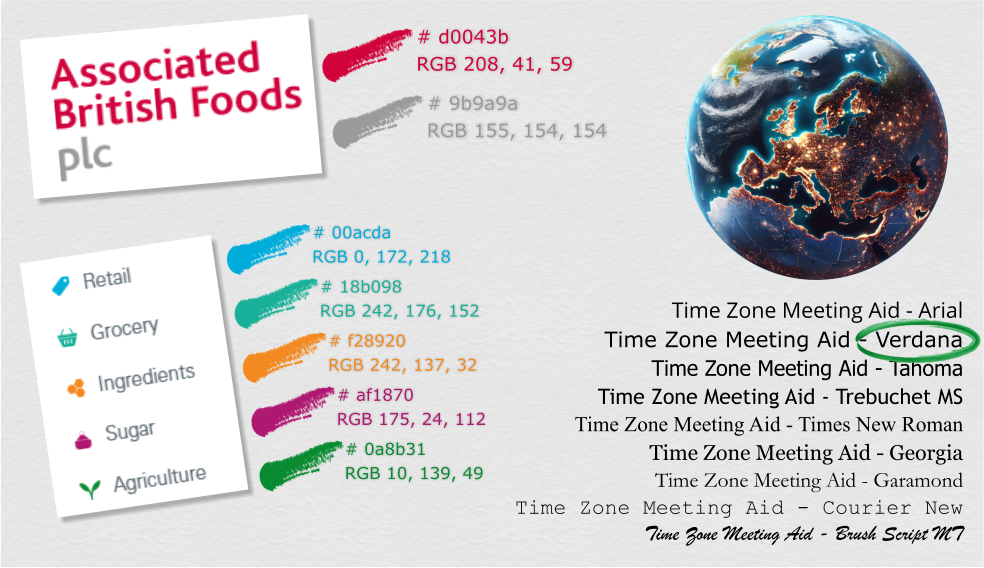 Associated
British Foods
plc
# d0043b
RGB 208, 41, 59
# 9b9a9a
RGB 155, 154, 154
Retail
Grocery
Ingredients
Sugar
Agriculture
# 00acda
RGB 0, 172, 218
# 18b098
RGB 242, 176, 152
# f28920
RGB 242, 137, 32
# af1870
RGB 175, 24, 112
# 0a8b31
RGB 10, 139, 49
Time Zone Meeting Aid - Arial
Time Zone Meeting Aid - Verdana
Time Zone Meeting Aid - Tahoma
Time Zone Meeting Aid - Trebuchet MS
Time Zone Meeting Aid - Times New Roman
Time Zone Meeting Aid - Georgia
Time Zone Meeting Aid - Garamond
Time Zone Meeting Aid - Courier New
Time Zone Meeting Aid - Brush Script MT